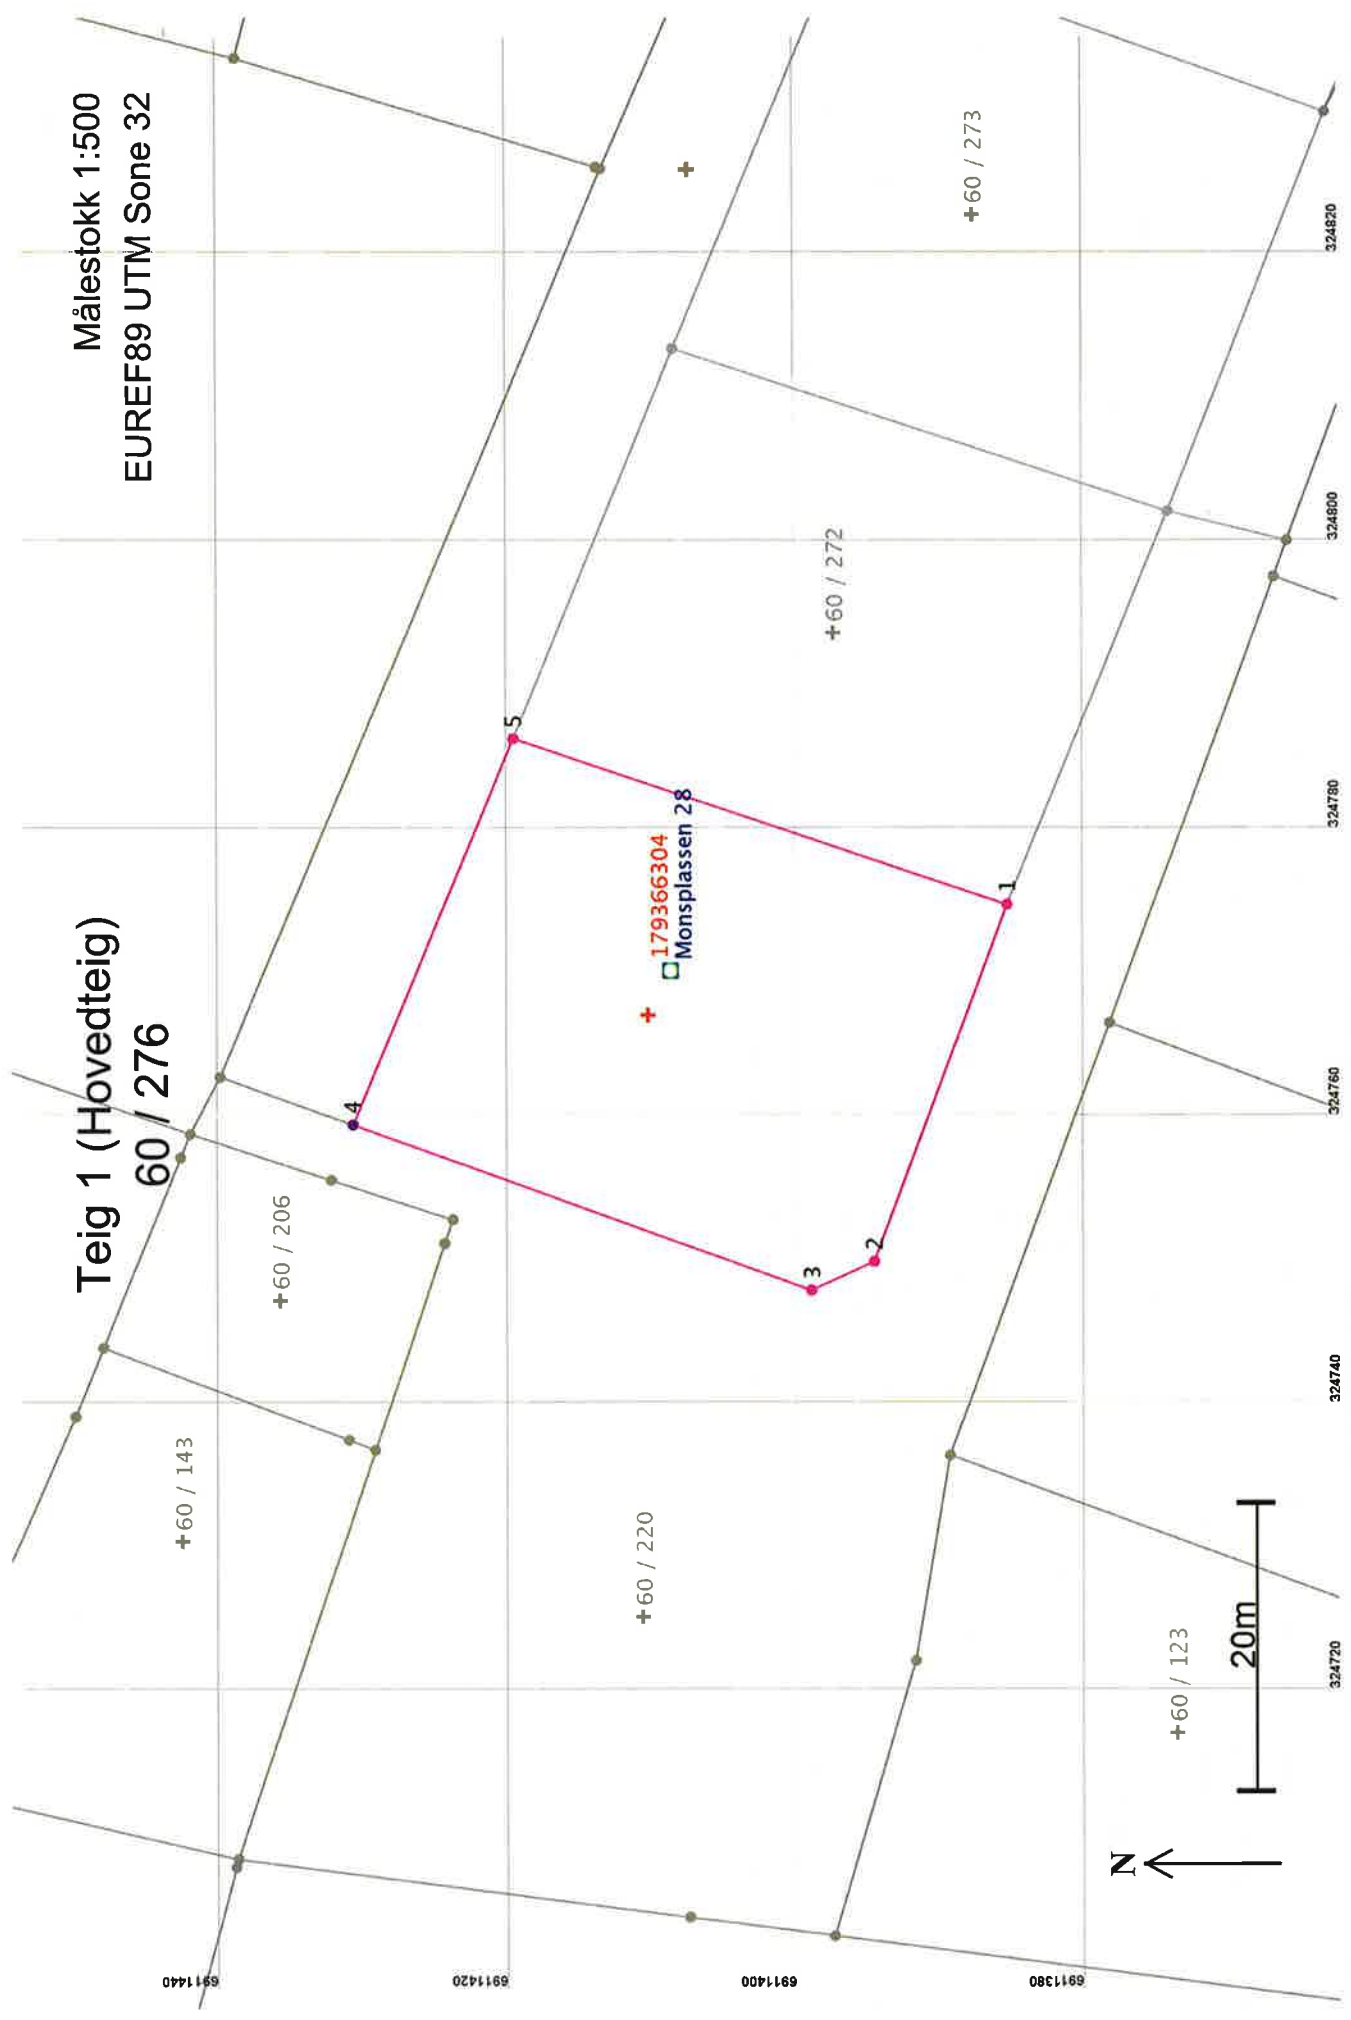 Målestokk 1:500
EUREF89 UTM Sone 32
Teig 1 (Hovedteig)
60 / 276
+60 / 143
+60 / 206
+60 / 220
+60 / 272
+60 / 273
+60 / 123
4
5
3
2
1
179366304
Monsplassen 28
20m
N
6911440
6911420
6911400
6911380
324720
324740
324760
324780
324800
324820